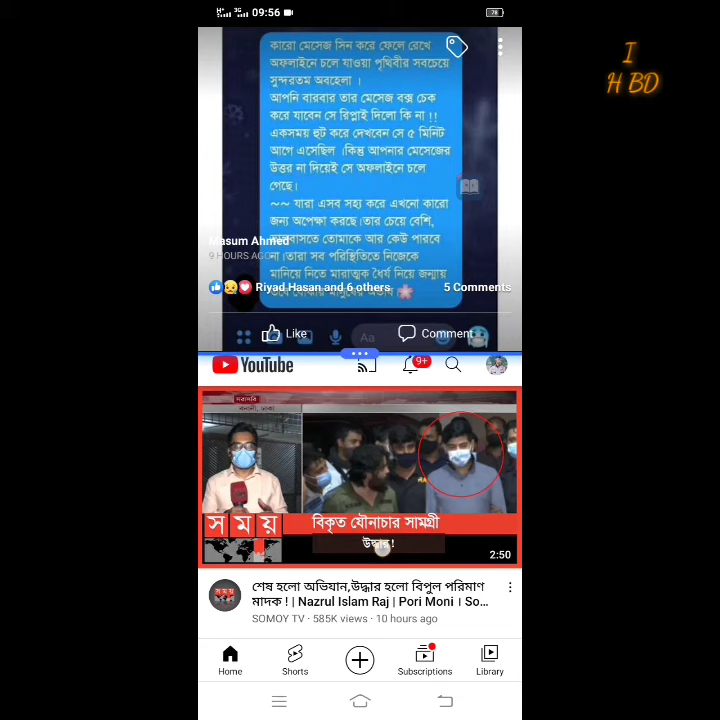 09:56
78
I
H BD
কারো মেসেজ সিন করে ফেলে রেখে
অফলাইনে চলে যাওয়া পৃথিবীর সবচেয়ে
সুন্দরতম অবহেলা ।
আপনি বারবার তার মেসেজ বক্স চেক
করে যাবেন সে রিপ্লাই দিলো কি না !!
একসময় হুট করে দেখবেন সে ৫ মিনিট
আগে এসেছিল ।কিন্তু আপনার মেসেজের
উত্তর না দিয়েই সে অফলাইনে চলে
গেছে।
~~ যারা এসব সহ্য করে এখনো কারো
জন্য অপেক্ষা করছে।তার চেয়ে বেশি,
তোমাকে আর কেউ পারবে
Masum Ahmed
না।তারা সব পরিস্থিতিতে নিজেকে
9 HOURS AGO
মানিয়ে নিতে মারাত্মক ধৈর্য নিয়ে জন্মায়
Riyad Hasan and 6 others
5 Comments
Like
Aa
Comment
YouTube
9+
বনানী, ঢাকা
সময়
বিকৃত যৌনাচার সামগ্রী
উদ্ধার!
2:50
শেষ হলো অভিযান,উদ্ধার হলো বিপুল পরিমাণ
মাদক ! | Nazrul Islam Raj | Pori Moni । So...
SOMOY TV · 585K views · 10 hours ago
Home
Shorts
Subscriptions
Library